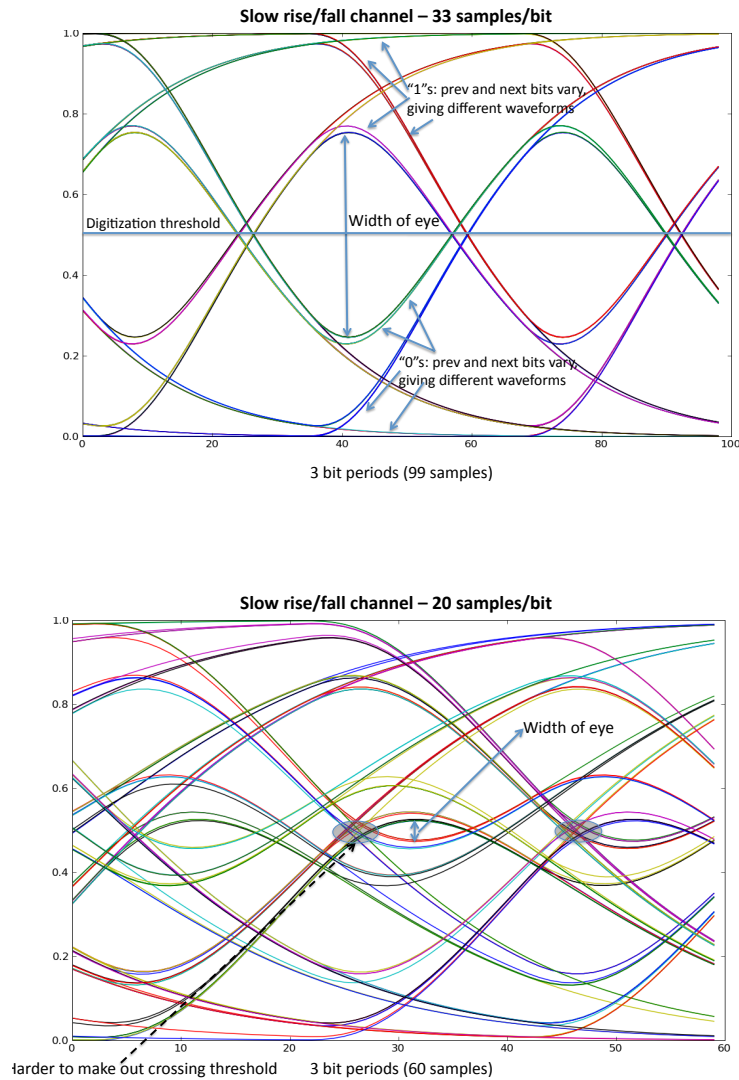 Slow rise/fall channel – 33 samples/bit
1.0
"1"s: prev and next bits vary,
giving different waveforms
0.8
0.6
Digitization threshold
Width of eye
0.4
0.2
"0"s: prev and next bits vary,
giving different waveforms
0.0
0 20 40 60 80 100
3 bit periods (99 samples)
Slow rise/fall channel – 20 samples/bit
1.0
0.8
Width of eye
0.6
0.4
0.2
0.0
0 10 20 30 40 50 60
Harder to make out crossing threshold 3 bit periods (60 samples)